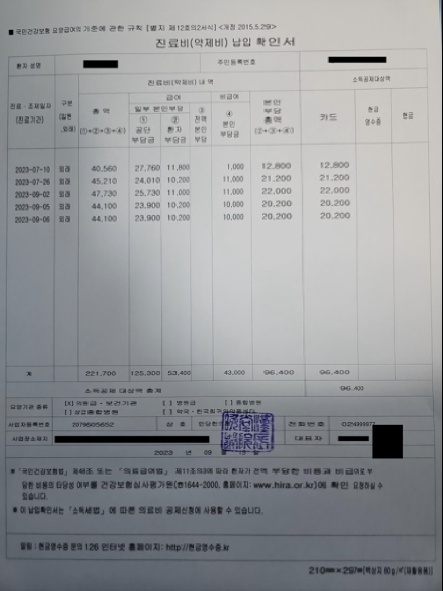 ■ 국민건강보험 요양급여의 기준에 관한 규칙 [별지 제12호의2서식] <개정 2015.5.29>
진료비(약제비) 납입 확인서
환자 성명 주민등록번호
진료비(약제비) 내역 소득공제대상액
진료·조제일자 (진료기관) 구분 (입원, 외래) 총액 (①+②+③+④) 급여 비급여 ④ 본인 부담금 본인 부담 총액 (②+③+④) 카드 현금 영수증 현금
일부 본인부담 ③ 전액 본인 부담
① 공단 부담금 ② 환자 부담금
2023-07-10 외래 40,560 27,760 11,800 1,000 12,800 12,800
2023-07-26 외래 45,210 24,010 10,200 11,000 21,200 21,200
2023-09-02 외래 47,730 25,730 11,000 11,000 22,000 22,000
2023-09-05 외래 44,100 23,900 10,200 10,000 20,200 20,200
2023-09-06 외래 44,100 23,900 10,200 10,000 20,200 20,200
계 221,700 125,300 53,400 43,000 96,400 96,400
소득공제 대상액 총계 96,400
요양기관 종류 [X] 의원급·보건기관 [ ] 병원급 [ ] 종합병원
[ ] 상급종합병원 [ ] 약국·한국희귀의약품센터
사업자등록번호 2079605652 상 호 전화번호
사업장소재지 대표자
2023 년 09 월
* 「국민건강보험법」 제48조 또는 「의료급여법」 제11조의3에 따라 환자가 전액 부담한 비용과 비급여로 부
담한 비용의 타당성 여부를 건강보험심사평가원(☎1644-2000, 홈페이지: www.hira.or.kr)에 확인 요청하실 수
있습니다.
* 이 납입확인서는 「소득세법」에 따른 의료비 공제신청에 사용할 수 있습니다.
알림 : 현금영수증 문의 126 인터넷 홈페이지: http://현금영수증.kr
210㎜×297㎜[백상지 80g/㎡(재활용품)]